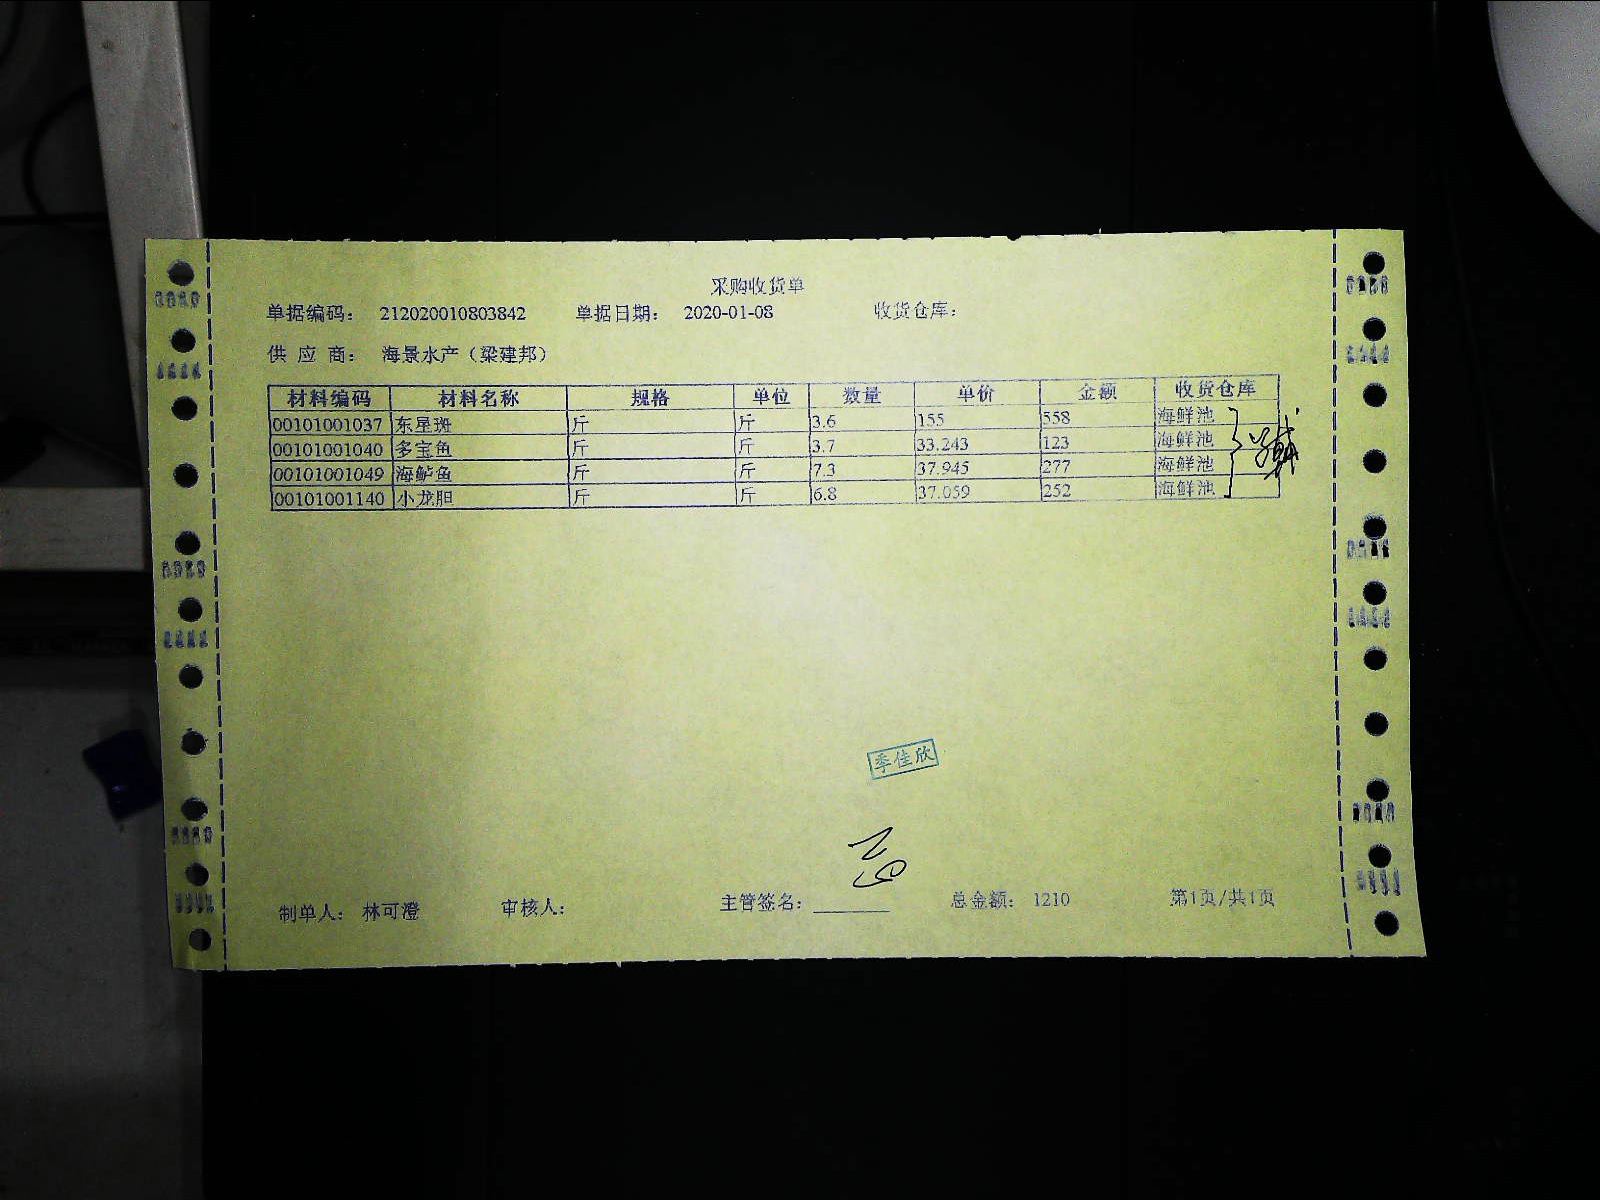 采购收货单
单据编码： 212020010803842 单据日期： 2020-01-08 收货仓库：
供 应 商： 海景水产（梁建邦）
材料编码 材料名称 规格 单位 数量 单价 金额 收货仓库
00101001037 东星斑 斤 斤 3.6 155 558 海鲜池
00101001040 多宝鱼 斤 斤 3.7 33.243 123 海鲜池
00101001049 海鲈鱼 斤 斤 7.3 37.945 277 海鲜池
00101001140 小龙胆 斤 斤 6.8 37.059 252 海鲜池
季佳欣
制单人： 林可澄 审核人： 主管签名： 总金额： 1210 第1页/共1页